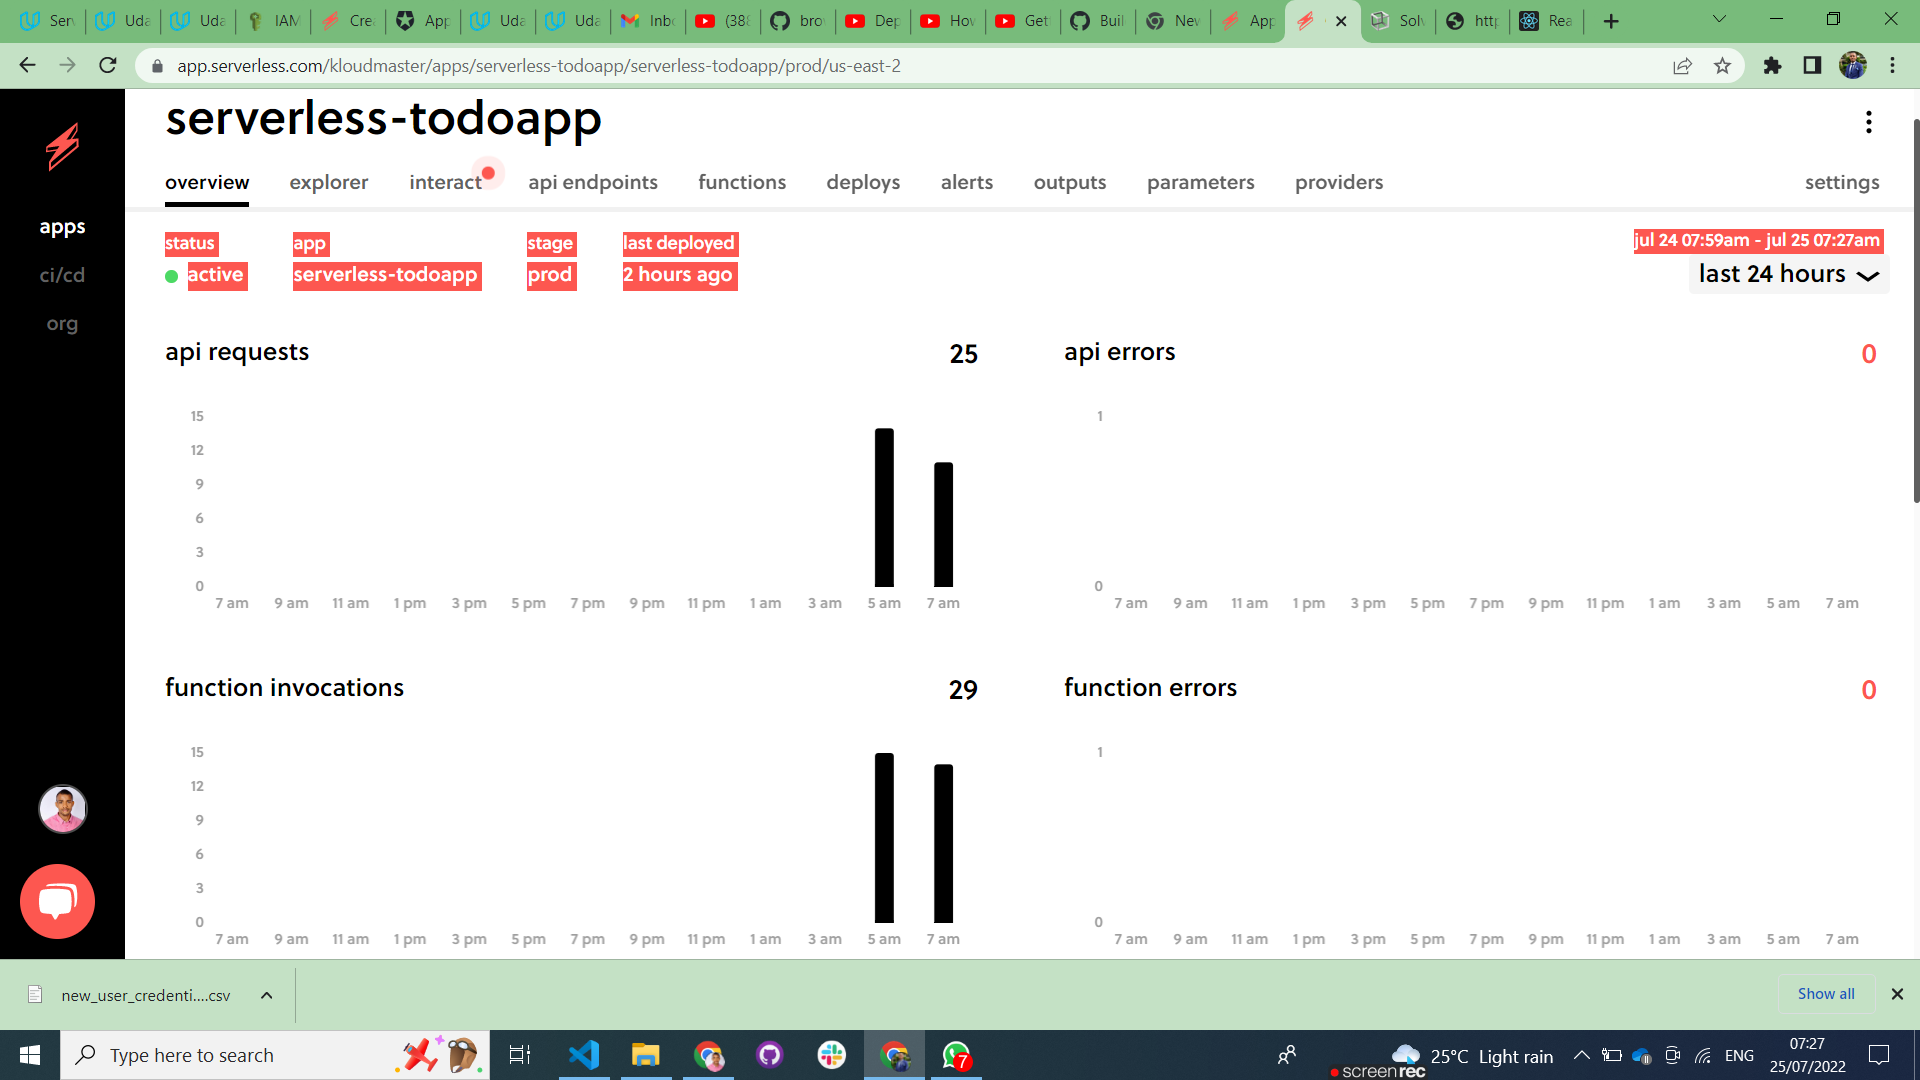 Ser
Uda
Uda
IAM
Crea
App
Uda
Uda
Inbo
(388
brow
Dep
How
Get
Buil
New
App
Solv
http
Rea
app.serverless.com/kloudmaster/apps/serverless-todoapp/serverless-todoapp/prod/us-east-2
serverless-todoapp
overview explorer interact api endpoints functions deploys alerts outputs parameters providers settings
apps
ci/cd
org
status app stage last deployed
active serverless-todoapp prod 2 hours ago
jul 24 07:59am - jul 25 07:27am
last 24 hours
api requests 25
15
12
9
6
3
0
7 am 9 am 11 am 1 pm 3 pm 5 pm 7 pm 9 pm 11 pm 1 am 3 am 5 am 7 am
api errors 0
1
0
7 am 9 am 11 am 1 pm 3 pm 5 pm 7 pm 9 pm 11 pm 1 am 3 am 5 am 7 am
function invocations 29
15
12
9
6
3
0
7 am 9 am 11 am 1 pm 3 pm 5 pm 7 pm 9 pm 11 pm 1 am 3 am 5 am 7 am
function errors 0
1
0
7 am 9 am 11 am 1 pm 3 pm 5 pm 7 pm 9 pm 11 pm 1 am 3 am 5 am 7 am
new_user_credenti....csv
Show all
Type here to search
7
25°C Light rain
ENG
07:27
25/07/2022
screenrec